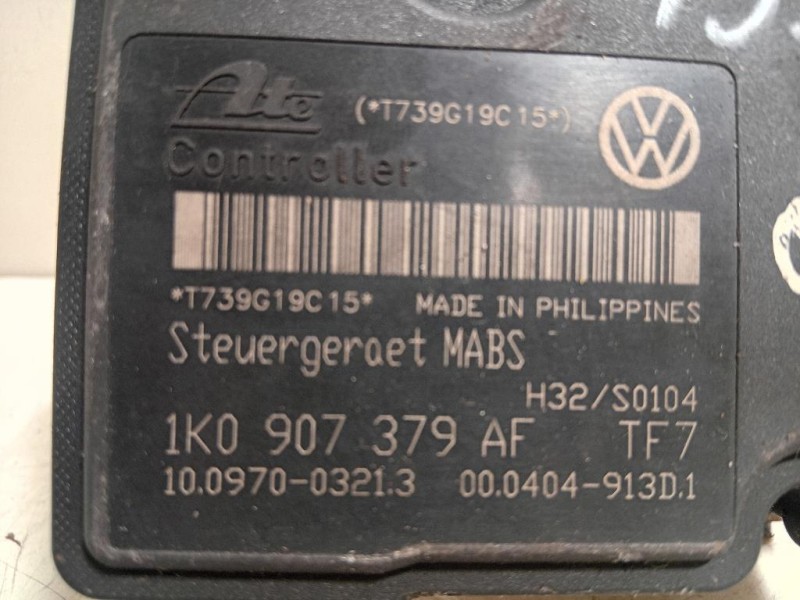 Ate (*T739G19C15*)
Controller
*T739G19C15* MADE IN PHILIPPINES
Steuergeraet MABS
H32/S0104
1K0 907 379 AF TF7
10.0970-0321.3 00.0404-913D.1